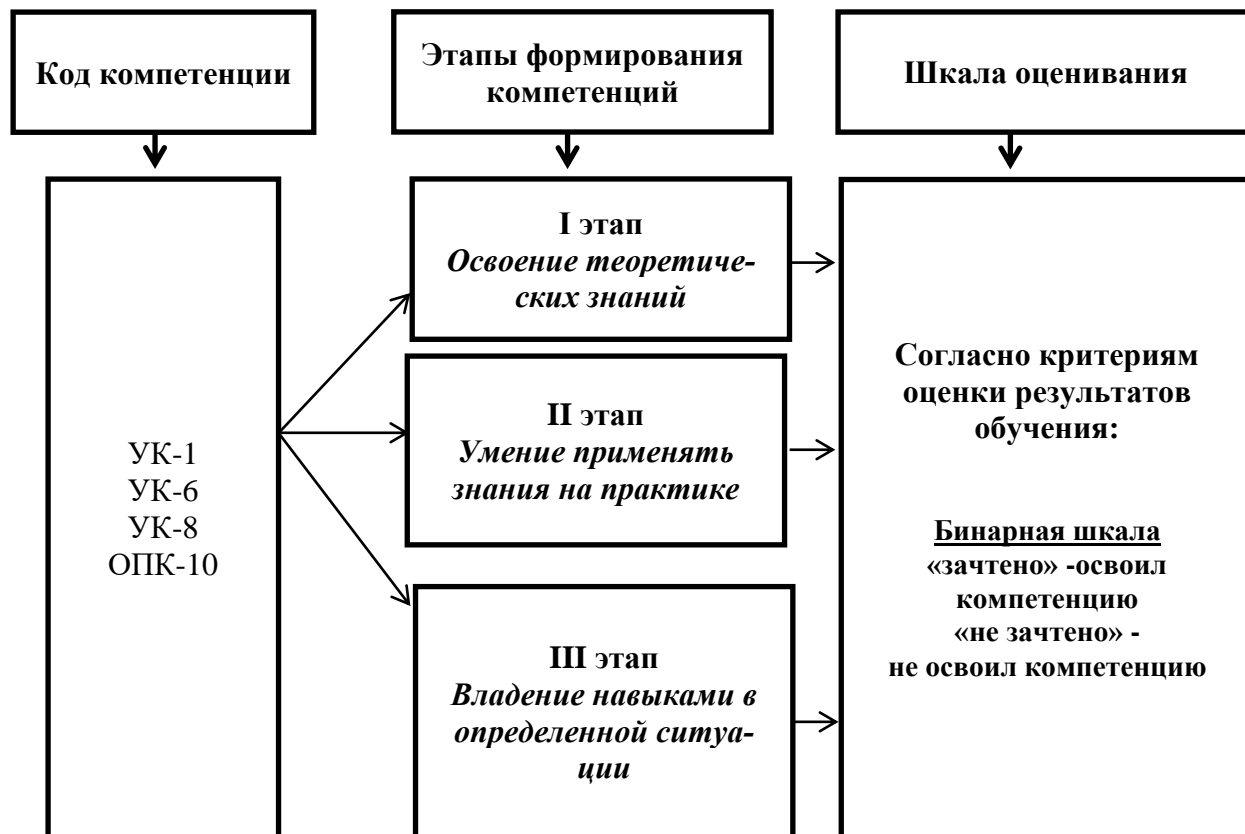 Код компетенции
Этапы формирования
компетенций
Шкала оценивания
УК-1
УК-6
УК-8
ОПК-10
I этап
Освоение теоретиче-
ских знаний
II этап
Умение применять
знания на практике
III этап
Владение навыками в
определенной ситуа-
ции
Согласно критериям
оценки результатов
обучения:
Бинарная шкала
«зачтено» -освоил
компетенцию
«не зачтено» -
не освоил компетенцию